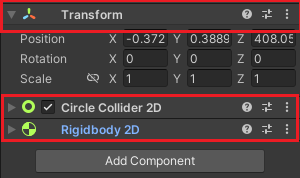 Transform
Position X -0.372 Y 0.3889 Z 408.05
Rotation X 0 Y 0 Z 0
Scale X 1 Y 1 Z 1
Circle Collider 2D
Rigidbody 2D
Add Component